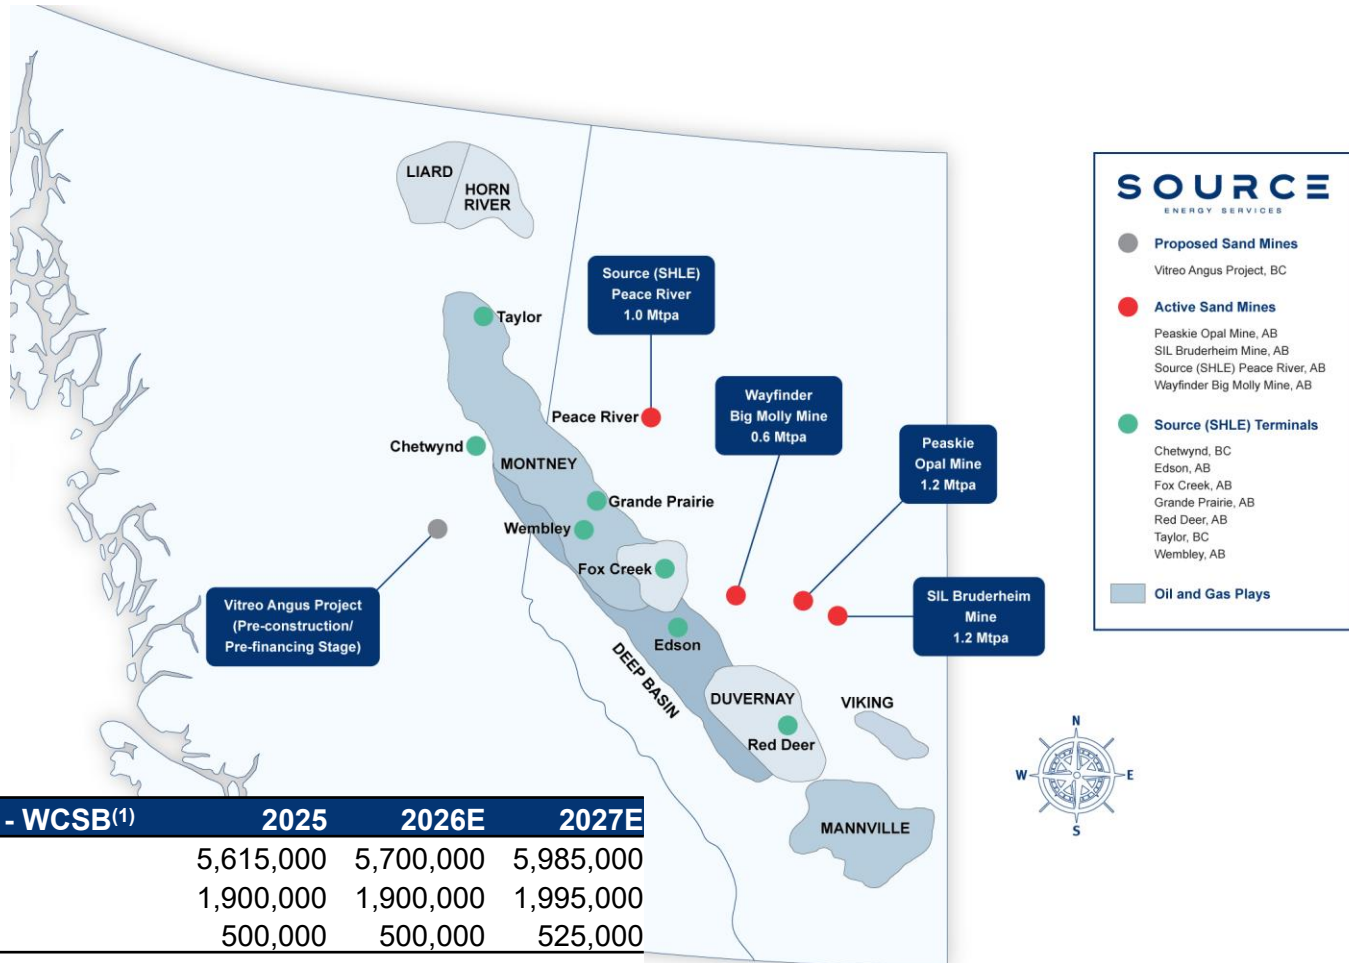 LIARD
HORN
RIVER
Source (SHLE)
Peace River
1.0 Mtpa
Taylor
Peace River
Wayfinder
Big Molly Mine
0.6 Mtpa
Peaskie
Opal Mine
1.2 Mtpa
Chetwynd
MONTNEY
Grande Prairie
Wembley
Fox Creek
Vitreo Angus Project
(Pre-construction/
Pre-financing Stage)
SIL Bruderheim
Mine
1.2 Mtpa
Edson
DEEP BASIN
DUVERNAY
VIKING
Red Deer
MANNVILLE
SOURCE
ENERGY SERVICES
Proposed Sand Mines
Vitreo Angus Project, BC
Active Sand Mines
Peaskie Opal Mine, AB
SIL Bruderheim Mine, AB
Source (SHLE) Peace River, AB
Wayfinder Big Molly Mine, AB
Source (SHLE) Terminals
Chetwynd, BC
Edson, AB
Fox Creek, AB
Grande Prairie, AB
Red Deer, AB
Taylor, BC
Wembley, AB
Oil and Gas Plays
N
W E
S
- WCSB(1) 2025 2026E 2027E
5,615,000 5,700,000 5,985,000
1,900,000 1,900,000 1,995,000
500,000 500,000 525,000